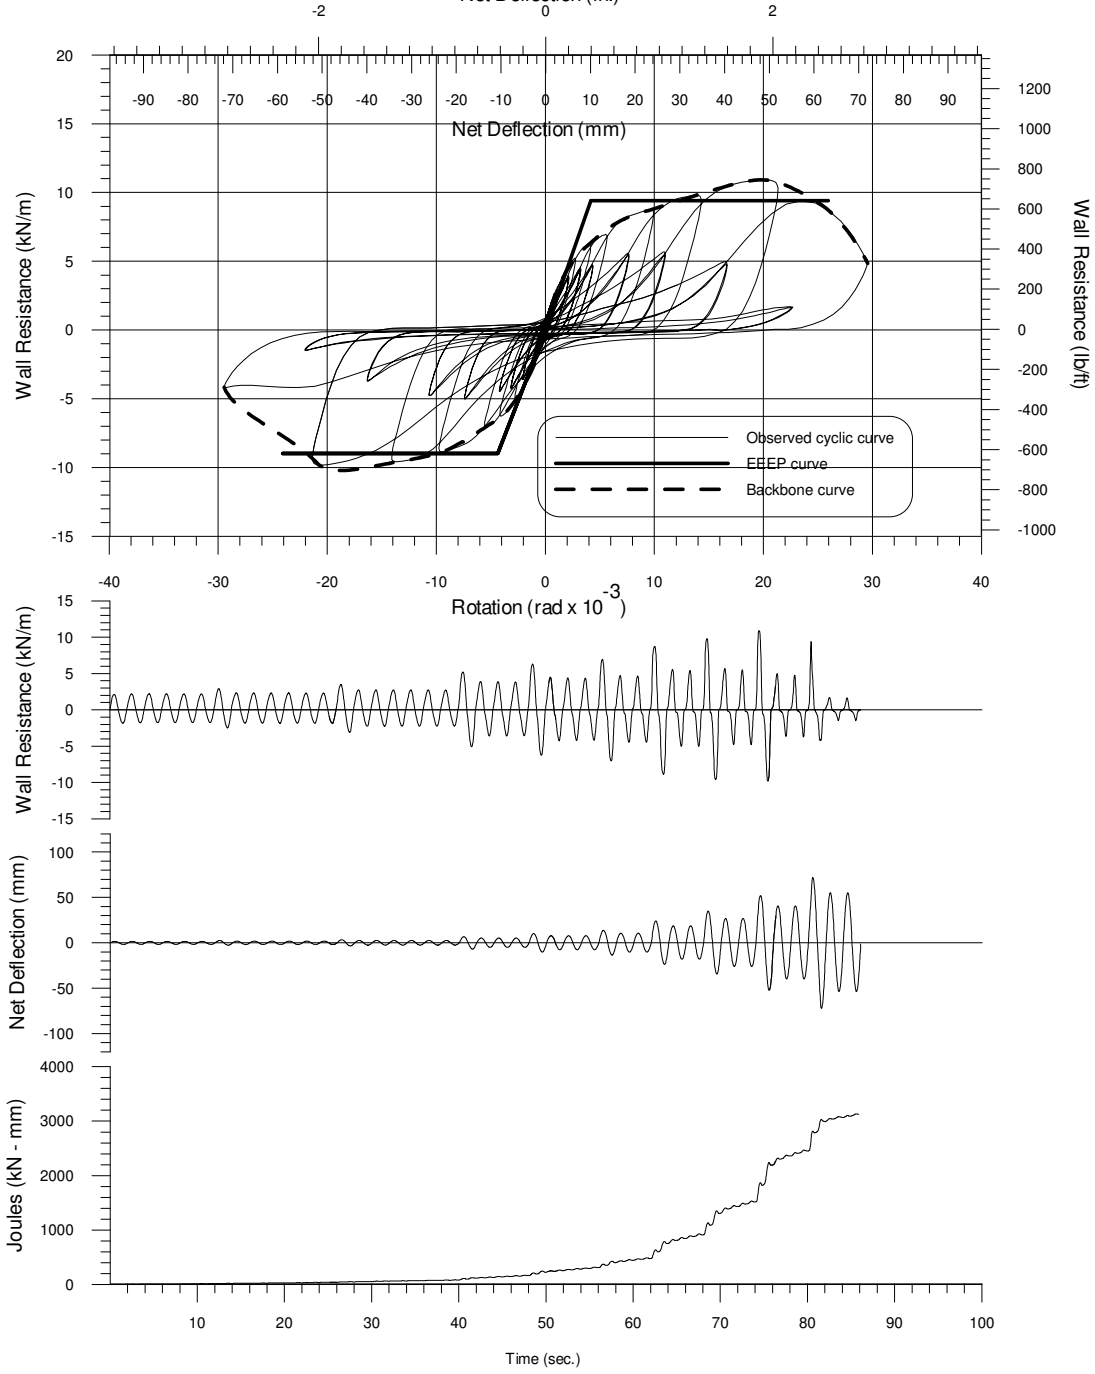 Net Deflection (in.)
-2 0 2
20
-90 -80 -70 -60 -50 -40 -30 -20 -10 0 10 20 30 40 50 60 70 80 90
Net Deflection (mm)
15
10
5
0
-5
-10
-15
Wall Resistance (kN/m)
1200
1000
800
600
400
200
0
-200
-400
-600
-800
-1000
Wall Resistance (lb/ft)
Observed cyclic curve
EEEP curve
Backbone curve
-40 -30 -20 -10 0 10 20 30 40
Rotation (rad x 10-3)
15
10
5
0
-5
-10
-15
Wall Resistance (kN/m)
100
50
0
-50
-100
Net Deflection (mm)
4000
3000
2000
1000
0
Joules (kN - mm)
10 20 30 40 50 60 70 80 90 100
Time (sec.)